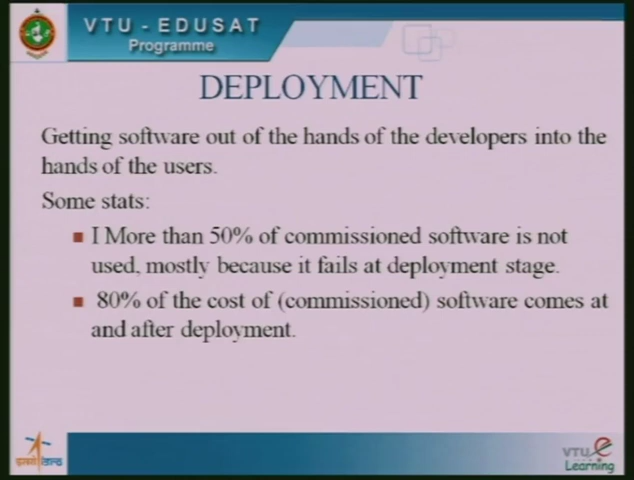 VTU - EDUSAT
Programme
DEPLOYMENT
Getting software out of the hands of the developers into the
hands of the users.
Some stats:
■ I More than 50% of commissioned software is not
used, mostly because it fails at deployment stage.
■ 80% of the cost of (commissioned) software comes at
and after deployment.
VTU e
Learning